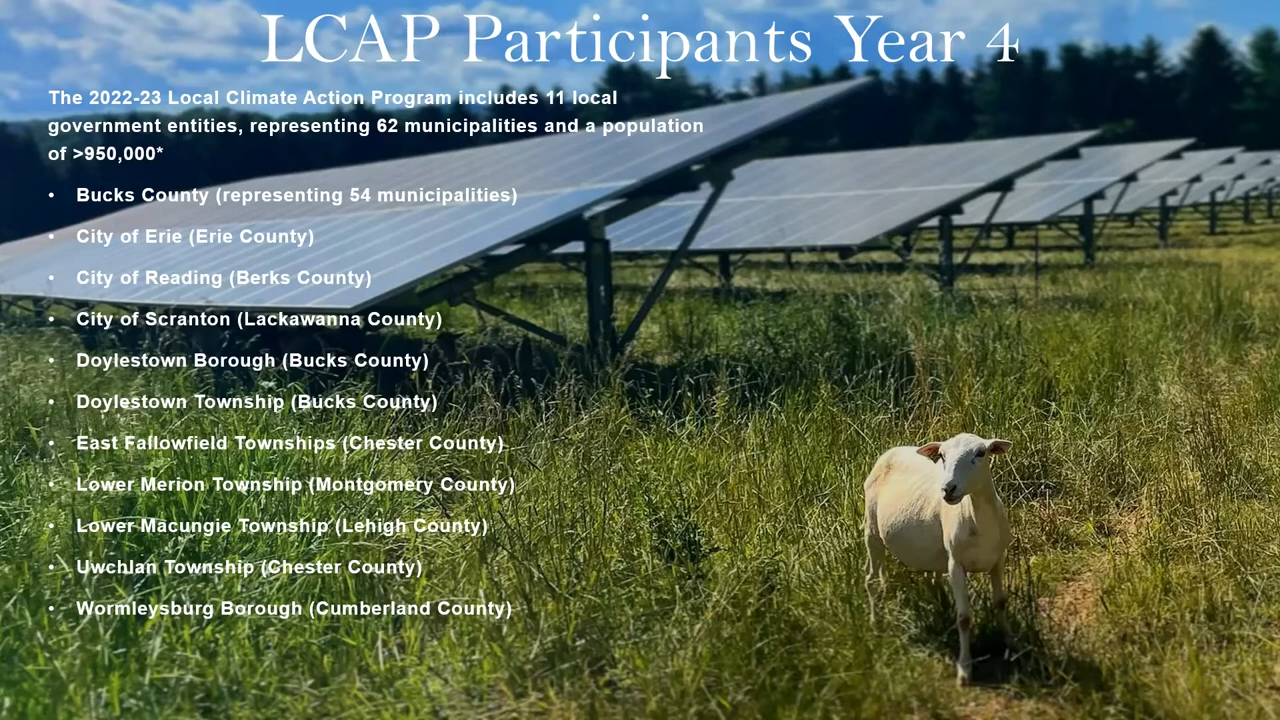 LCAP Participants Year 4
The 2022-23 Local Climate Action Program includes 11 local
government entities, representing 62 municipalities and a population
of >950,000*
• Bucks County (representing 54 municipalities)
• City of Erie (Erie County)
• City of Reading (Berks County)
• City of Scranton (Lackawanna County)
• Doylestown Borough (Bucks County)
• Doylestown Township (Bucks County)
• East Fallowfield Townships (Chester County)
• Lower Merion Township (Montgomery County)
• Lower Macungie Township (Lehigh County)
• Uwchlan Township (Chester County)
• Wormleysburg Borough (Cumberland County)